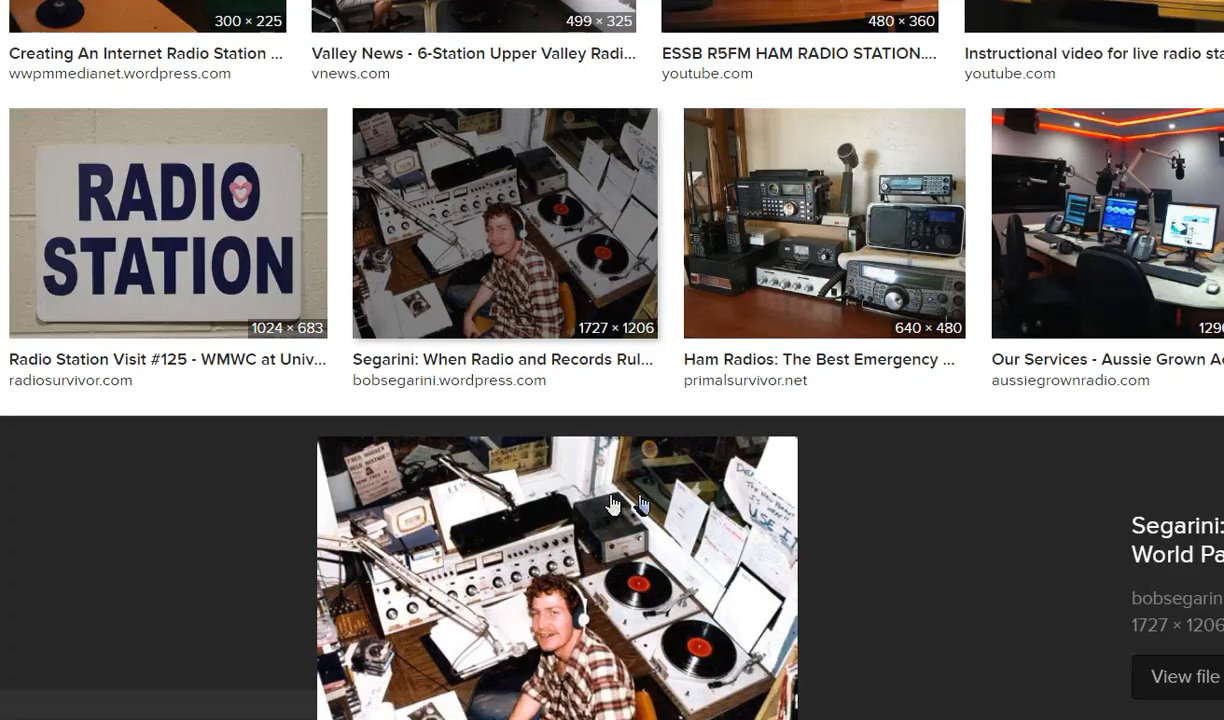 300 × 225
499 × 325
480 × 360
Creating An Internet Radio Station ...
Valley News - 6-Station Upper Valley Radi...
ESSB R5FM HAM RADIO STATION....
Instructional video for live radio sta
wwpmmedianet.wordpress.com
vnews.com
youtube.com
youtube.com
RADIO
STATION
1024 × 683
1727 × 1206
640 × 480
129
Radio Station Visit #125 - WMWC at Univ...
Segarini: When Radio and Records Rul...
Ham Radios: The Best Emergency ...
Our Services - Aussie Grown
radiosurvivor.com
bobsegarini.wordpress.com
primalsurvivor.net
aussiegrownradio.com
Segarini:
World Pa
bobsegarin
1727 × 1206
View file